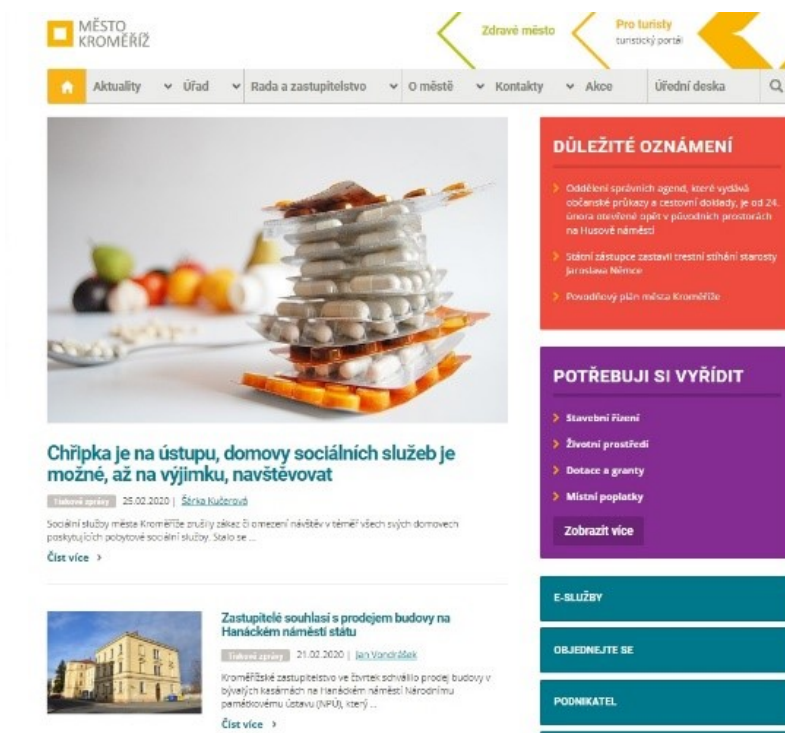 MĚSTO
KROMĚŘÍŽ
Zdravé město
Pro turisty
turistický portál
Aktuality
Úřad
Rada a zastupitelstvo
O městě
Kontakty
Akce
Úřední deska
DŮLEŽITÉ OZNÁMENÍ
Oddělení správních agend, které vydává
občanské průkazy a cestovní doklady, je od 24.
února otevřené opět v původních prostorách
na Husově náměstí
Státní zástupce zastavil trestní stíhání starosty
Jaroslava Němce
Povodňový plán města Kroměříže
POTŘEBUJI SI VYŘÍDIT
Stavební řízení
Životní prostředí
Dotace a granty
Místní poplatky
Zobrazit více
Chřipka je na ústupu, domovy sociálních služeb je
možné, až na výjimku, navštěvovat
Tiskové zprávy 25.02.2020 | Šárka Kučerová
Sociální služby města Kroměříže zrušily zákaz či omezení návštěv v téměř všech svých domovech
poskytujících pobytové sociální služby. Stalo se ...
Číst více
Zastupitelé souhlasí s prodejem budovy na
Hanáckém náměstí státu
Tiskové zprávy 21.02.2020 | Jan Vondrášek
Kroměřížské zastupitelstvo ve čtvrtek schválilo prodej budovy v
bývalých kasárnách na Hanáckém náměstí Národnímu
památkovému ústavu (NPÚ), který ...
Číst více
E-SLUŽBY
OBJEDNEJTE SE
PODNIKATEL